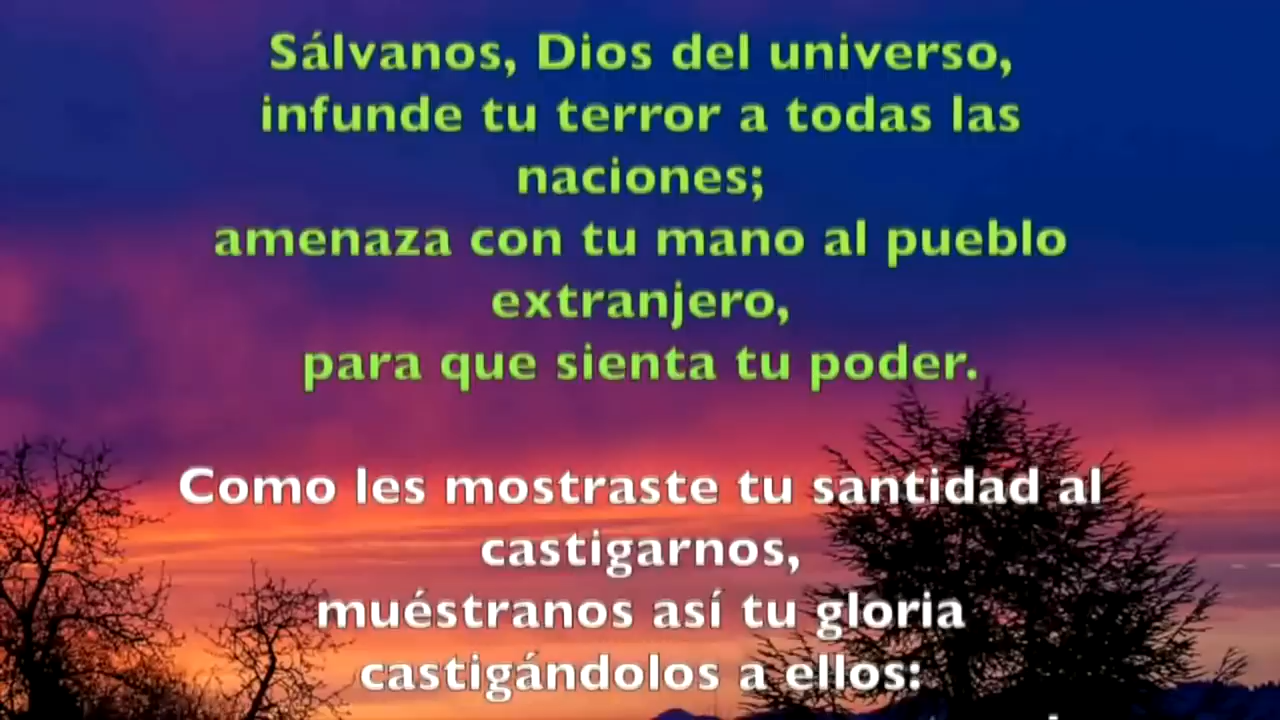 Sálvanos, Dios del universo,
infunde tu terror a todas las
naciones;
amenaza con tu mano al pueblo
extranjero,
para que sienta tu poder.
Como les mostraste tu santidad al
castigarnos,
muéstranos así tu gloria
castigándolos a ellos: